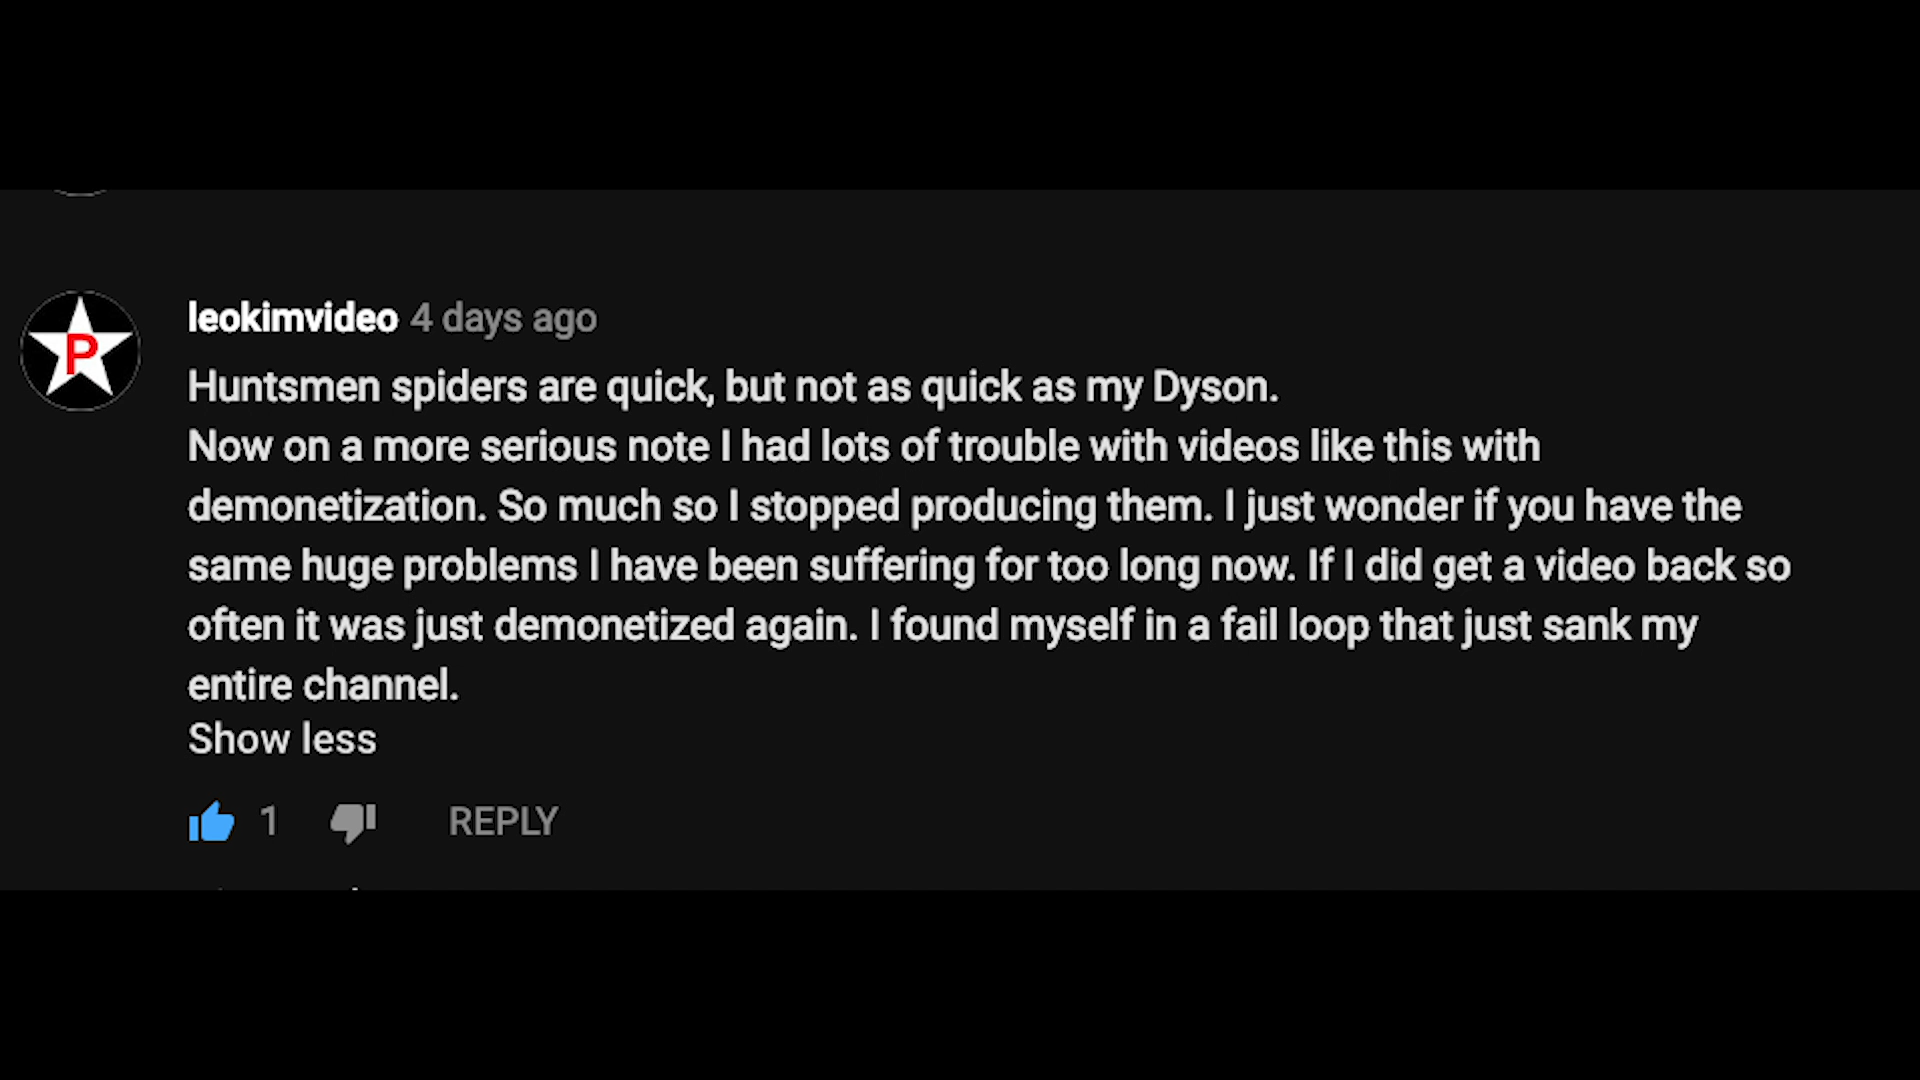 P
leokimvideo 4 days ago
Huntsmen spiders are quick, but not as quick as my Dyson.
Now on a more serious note I had lots of trouble with videos like this with
demonetization. So much so I stopped producing them. I just wonder if you have the
same huge problems I have been suffering for too long now. If I did get a video back so
often it was just demonetized again. I found myself in a fail loop that just sank my
entire channel.
Show less
1 REPLY